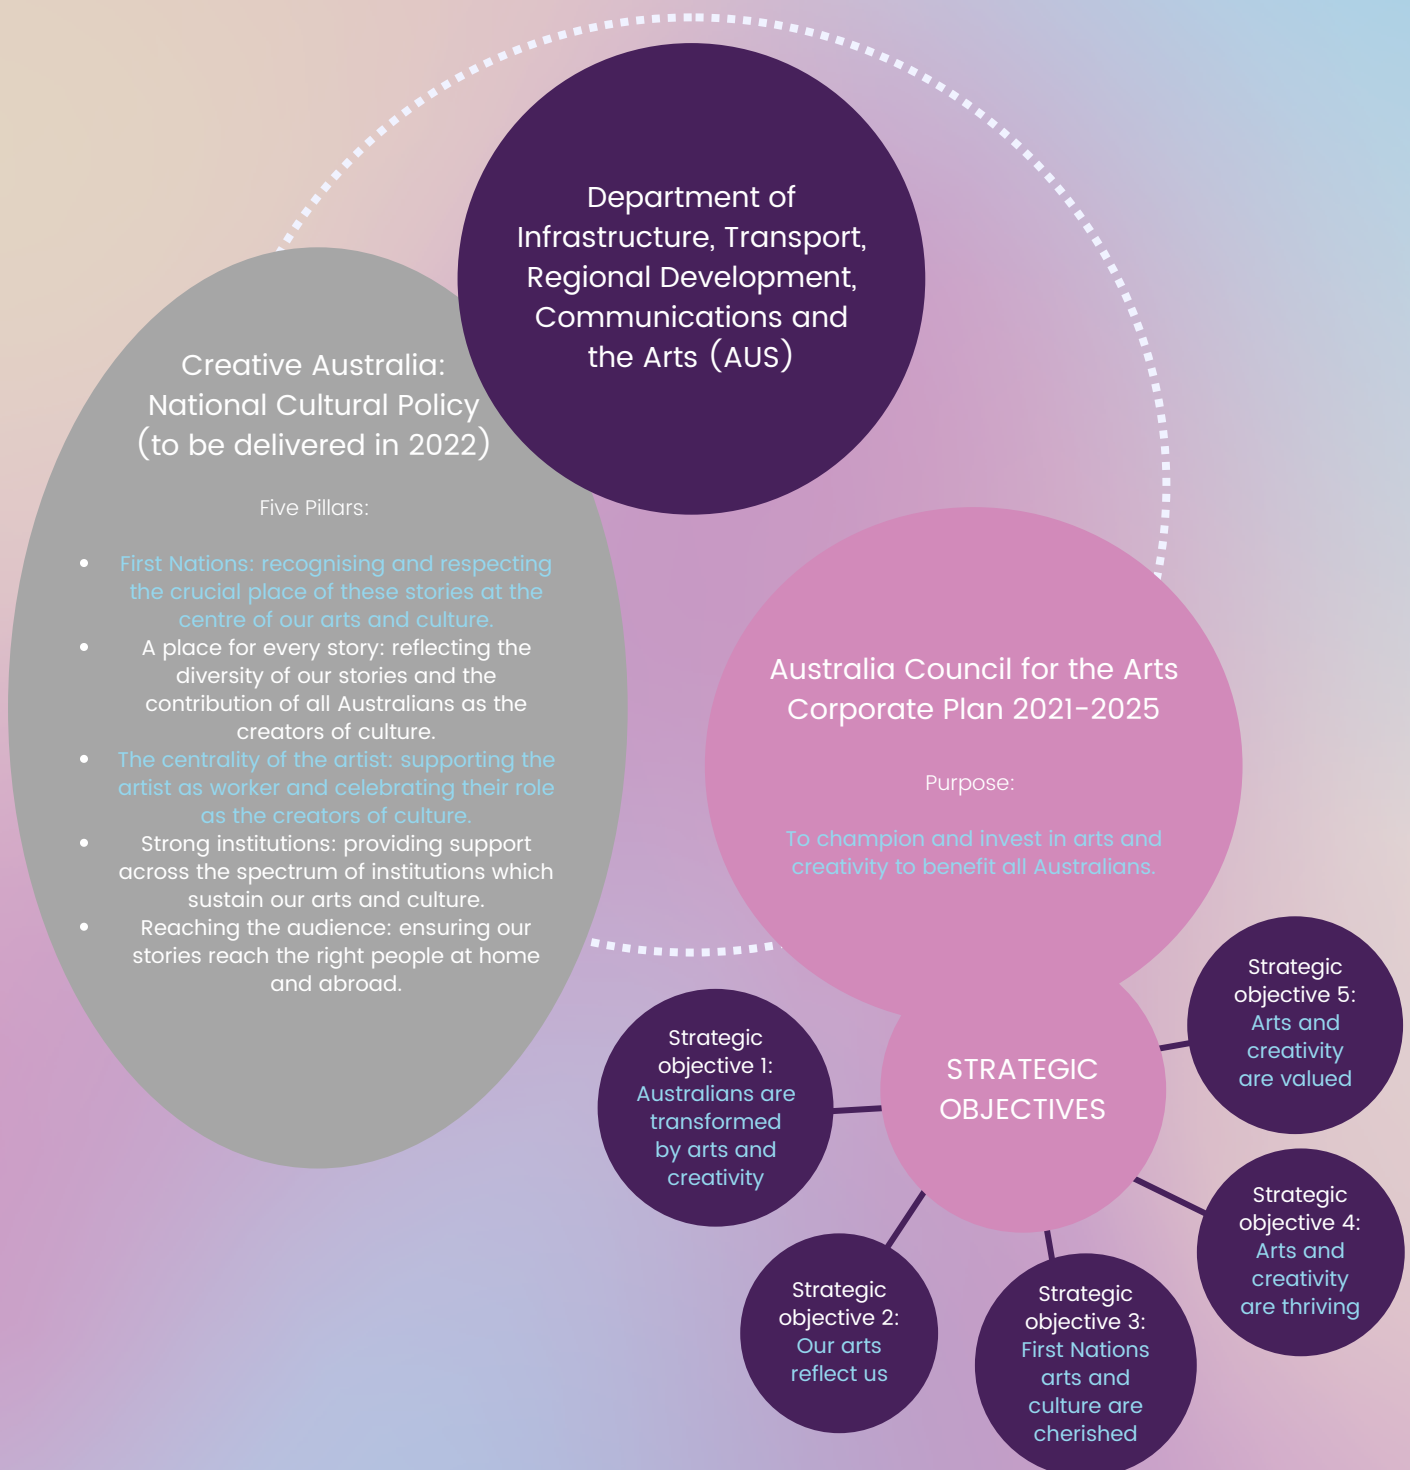 Department of
Infrastructure, Transport,
Regional Development,
Communications and
the Arts (AUS)
Creative Australia:
National Cultural Policy
(to be delivered in 2022)
Five Pillars:
• First Nations: recognising and respecting
the crucial place of these stories at the
centre of our arts and culture.
• A place for every story: reflecting the
diversity of our stories and the
contribution of all Australians as the
creators of culture.
• The centrality of the artist: supporting the
artist as worker and celebrating their role
as the creators of culture.
• Strong institutions: providing support
across the spectrum of institutions which
sustain our arts and culture.
• Reaching the audience: ensuring our
stories reach the right people at home
and abroad.
Australia Council for the Arts
Corporate Plan 2021-2025
Purpose:
To champion and invest in arts and
creativity to benefit all Australians.
STRATEGIC
OBJECTIVES
Strategic
objective 1:
Australians are
transformed
by arts and
creativity
Strategic
objective 2:
Our arts
reflect us
Strategic
objective 3:
First Nations
arts and
culture are
cherished
Strategic
objective 4:
Arts and
creativity
are thriving
Strategic
objective 5:
Arts and
creativity
are valued